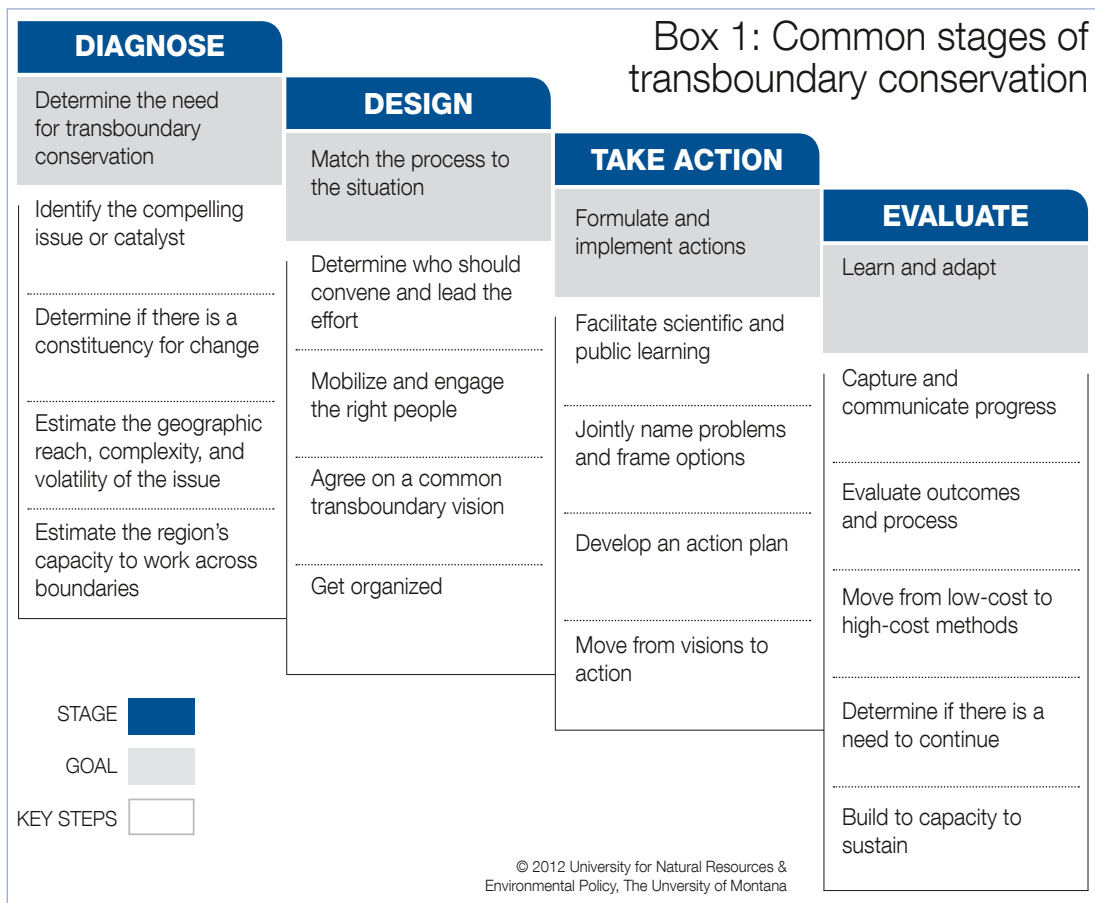 Box 1: Common stages of
transboundary conservation
DIAGNOSE
Determine the need
for transboundary
conservation
Identify the compelling
issue or catalyst
Determine if there is a
constituency for change
Estimate the geographic
reach, complexity, and
volatility of the issue
Estimate the region’s
capacity to work across
boundaries
DESIGN
Match the process to
the situation
Determine who should
convene and lead the
effort
Mobilize and engage
the right people
Agree on a common
transboundary vision
Get organized
TAKE ACTION
Formulate and
implement actions
Facilitate scientific and
public learning
Jointly name problems
and frame options
Develop an action plan
Move from visions to
action
EVALUATE
Learn and adapt
Capture and
communicate progress
Evaluate outcomes
and process
Move from low-cost to
high-cost methods
Determine if there is a
need to continue
Build to capacity to
sustain
STAGE
GOAL
KEY STEPS
© 2012 University for Natural Resources &
Environmental Policy, The Unversity of Montana